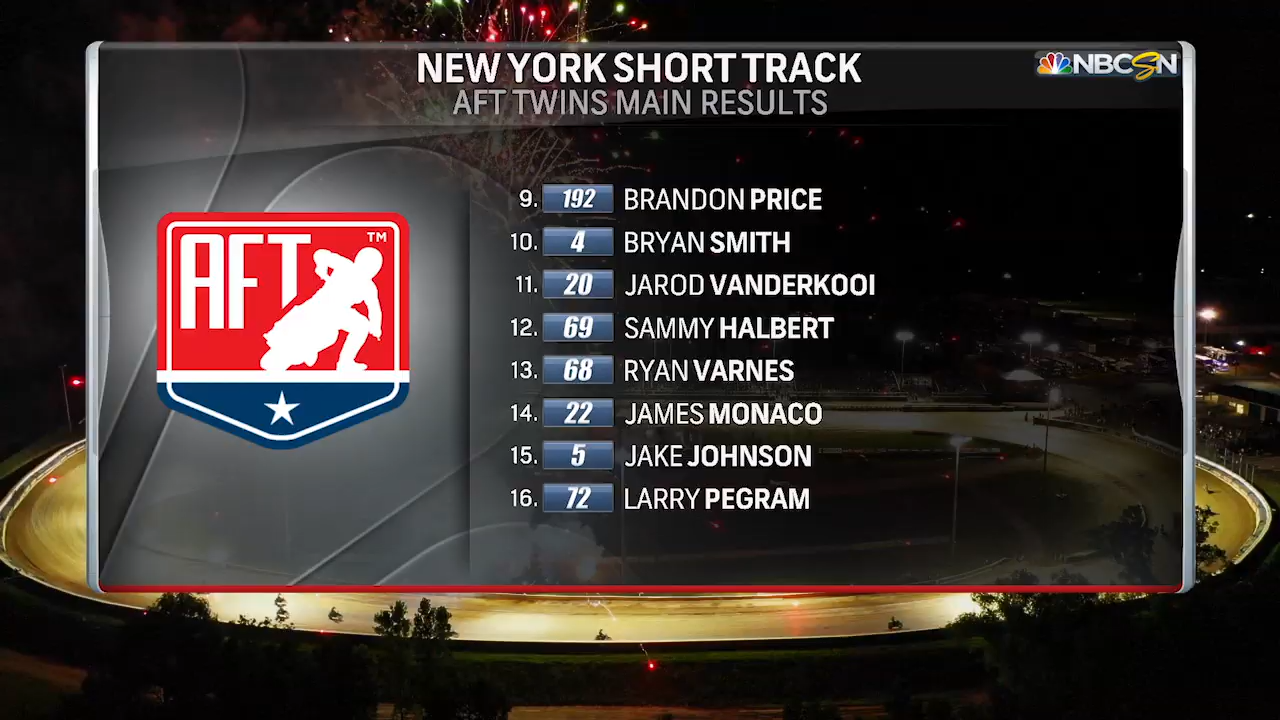 NEW YORK SHORT TRACK
NBCSN
AFT TWINS MAIN RESULTS
AFT™
9. 192 BRANDON PRICE
10. 4 BRYAN SMITH
11. 20 JAROD VANDERKOOI
12. 69 SAMMY HALBERT
13. 68 RYAN VARNES
14. 22 JAMES MONACO
15. 5 JAKE JOHNSON
16. 72 LARRY PEGRAM